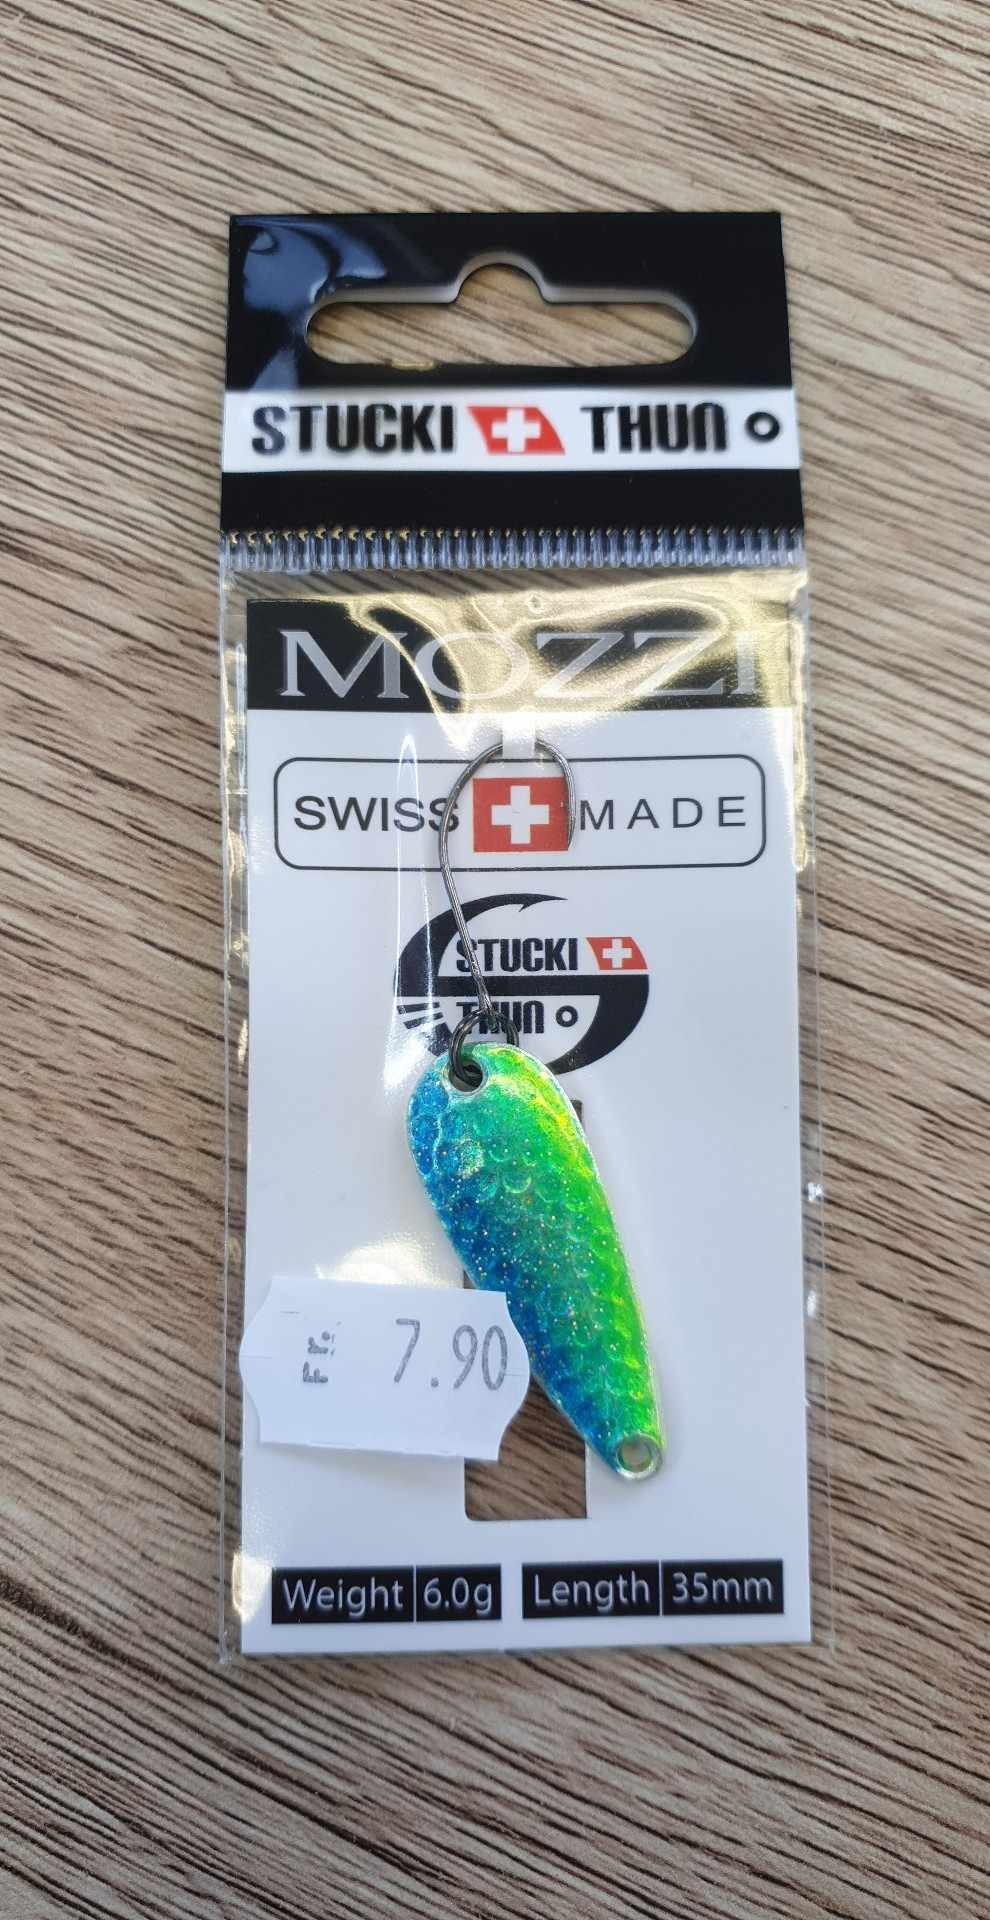 STUCKI THUN
MOZZI
SWISS MADE
STUCKI
THUN
Fr. 7.90
Weight 6.0g Length 35mm